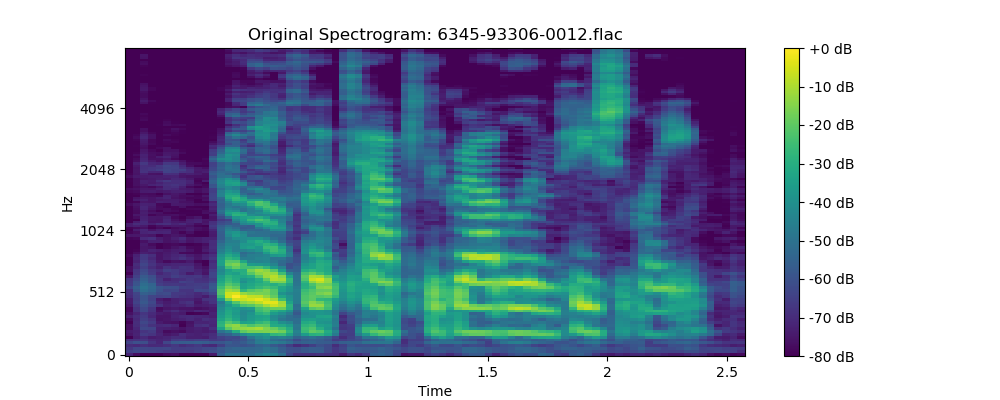 Original Spectrogram: 6345-93306-0012.flac
Hz
4096
2048
1024
512
0
0
0.5
1
1.5
2
2.5
Time
+0 dB
-10 dB
-20 dB
-30 dB
-40 dB
-50 dB
-60 dB
-70 dB
-80 dB